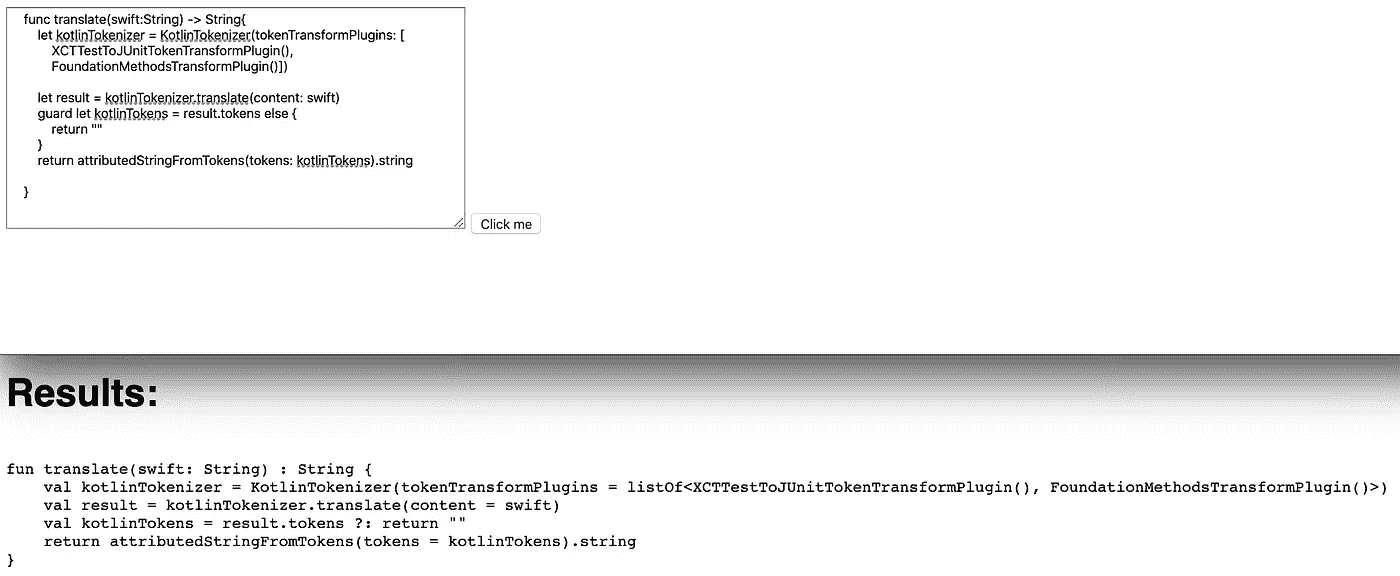 func translate(swift:String) -> String{
    let kotlinTokenizer = KotlinTokenizer(tokenTransformPlugins: [
        XCTTestToJUnitTokenTransformPlugin(),
        FoundationMethodsTransformPlugin()])
    let result = kotlinTokenizer.translate(content: swift)
    guard let kotlinTokens = result.tokens else {
        return ""
    }
    return attributedStringFromTokens(tokens: kotlinTokens).string
}
Click me
Results:
fun translate(swift: String) : String {
    val kotlinTokenizer = KotlinTokenizer(tokenTransformPlugins = listOf<XCTTestToJUnitTokenTransformPlugin(), FoundationMethodsTransformPlugin()>)
    val result = kotlinTokenizer.translate(content = swift)
    val kotlinTokens = result.tokens ?: return ""
    return attributedStringFromTokens(tokens = kotlinTokens).string
}